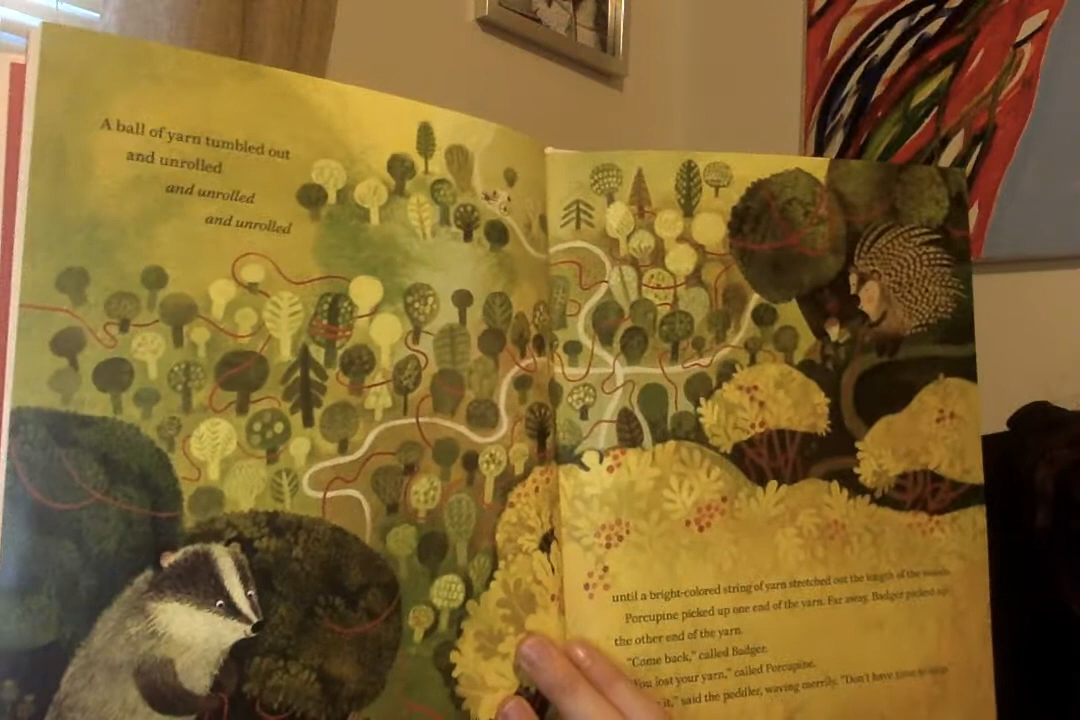 A ball of yarn tumbled out
and unrolled
and unrolled
and unrolled
until a bright-colored string of yarn stretched out the length of the woods.
Porcupine picked up one end of the yarn. Far away, Badger picked up
the other end of the yarn.
"Come back," called Badger.
"You lost your yarn," called Porcupine.
it," said the peddler, waving merrily. "Don't have time to